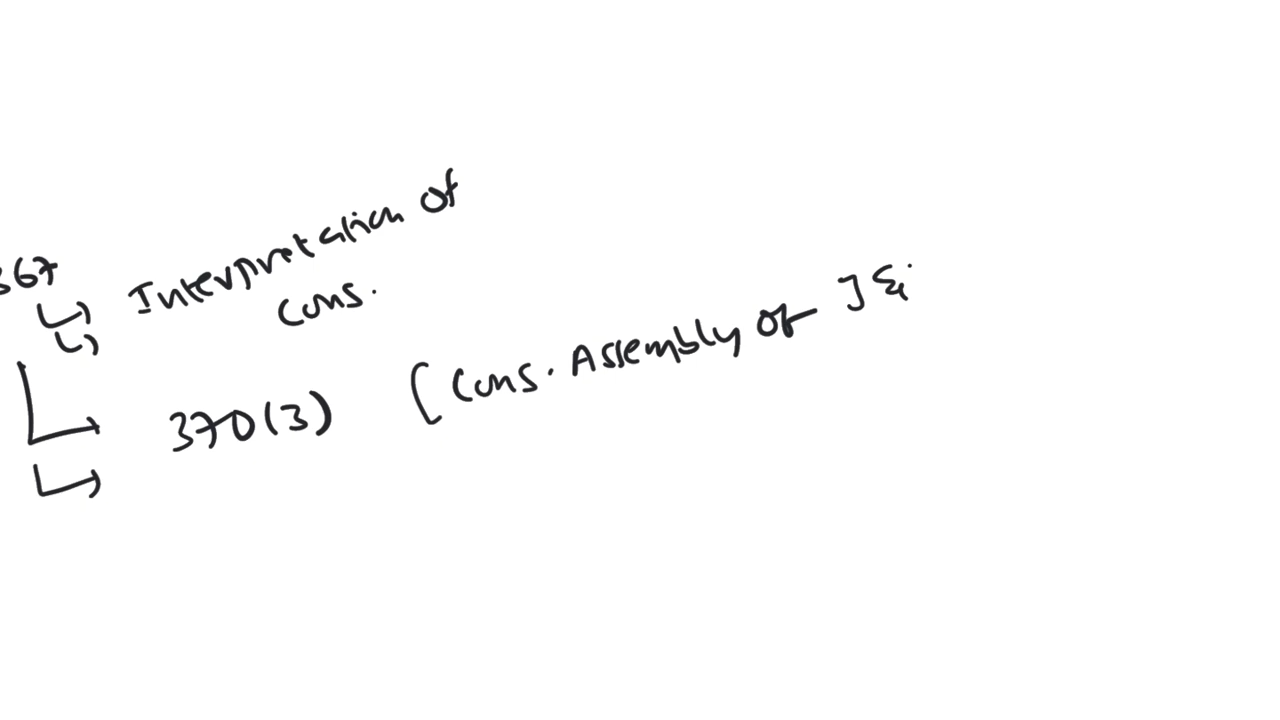 367
↳ Interpretation of
↳ Cons.
↳ 370(3) [Cons. Assembly of J &
↳